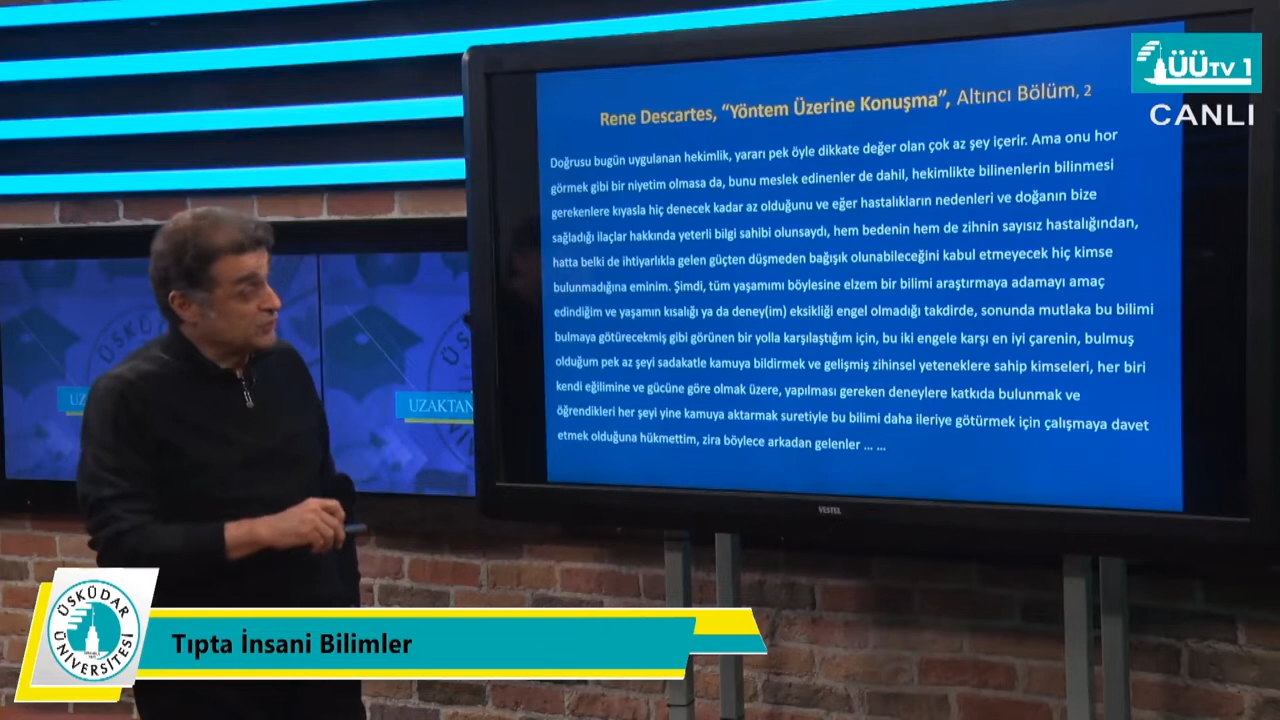 ÜÜTV 1
CANLI
Rene Descartes, “Yöntem Üzerine Konuşma”, Altıncı Bölüm, 2
Doğrusu bugün uygulanan hekimlik, yararı pek öyle dikkate değer olan çok az şey içerir. Ama onu hor
görmek gibi bir niyetim olmasa da, bunu meslek edinenler de dahil, hekimlikte bilinenlerin bilinmesi
gerekenlere kıyasla hiç denecek kadar az olduğunu ve eğer hastalıkların nedenleri ve doğanın bize
sağladığı ilaçlar hakkında yeterli bilgi sahibi olunsaydı, hem bedenin hem de zihnin sayısız hastalığından,
hatta belki de ihtiyarlıkla gelen güçten düşmeden bağışık olunabileceğini kabul etmeyecek hiç kimse
bulunmadığına eminim. Şimdi, tüm yaşamımı böylesine elzem bir bilimi araştırmaya adamayı amaç
edindiğim ve yaşamın kısalığı ya da deney(im) eksikliği engel olmadığı takdirde, sonunda mutlaka bu bilimi
bulmaya götürecekmiş gibi görünen bir yolla karşılaştığım için, bu iki engele karşı en iyi çarenin, bulmuş
olduğum pek az şeyi sadakatle kamuya bildirmek ve gelişmiş zihinsel yeteneklere sahip kimseleri, her biri
kendi eğilimine ve gücüne göre olmak üzere, yapılması gereken deneylere katkıda bulunmak ve
öğrendikleri her şeyi yine kamuya aktarmak suretiyle bu bilimi daha ileriye götürmek için çalışmaya davet
etmek olduğuna hükmettim, zira böylece arkadan gelenler ... ...
UZAKTAN
VESTEL
ÜSKÜDAR
ÜNİVERSİTESİ
Tıpta İnsani Bilimler